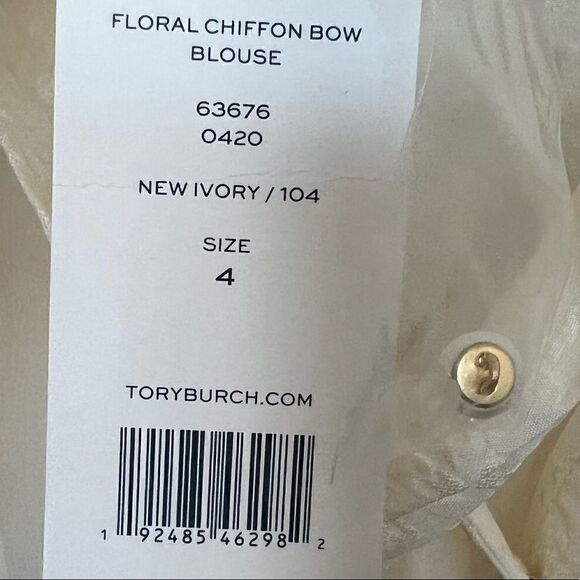 FLORAL CHIFFON BOW
BLOUSE
63676
0420
NEW IVORY / 104
SIZE
4
TORYBURCH.COM
1 92485 46298 2